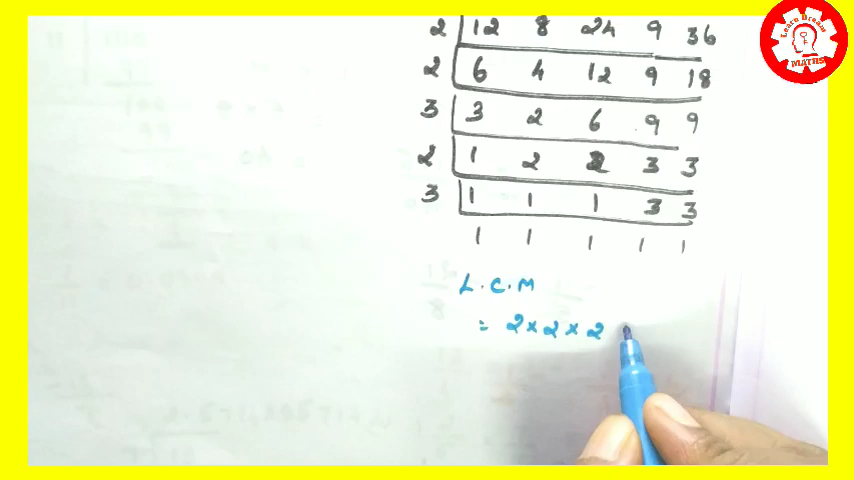 2 12 8 24 9 36
2 6 4 12 9 18
3 3 2 6 9 9
2 1 2 2 3 3
3 1 1 1 3 3
1 1 1 1 1
L.C.M
= 2 × 2 × 2
Learn Dream
MATHS